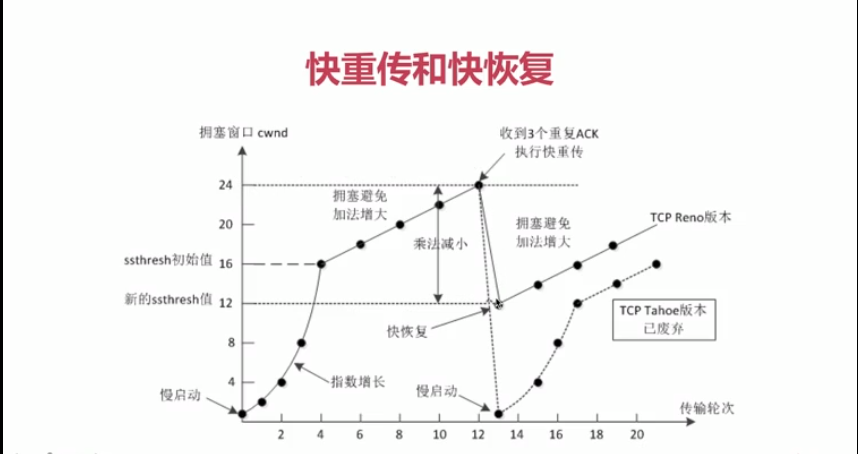 快重传和快恢复
拥塞窗口 cwnd
收到3个重复ACK
执行快重传
24
拥塞避免
加法增大
20
拥塞避免
加法增大
TCP Reno版本
乘法减小
ssthresh初始值 16
新的ssthresh值 12
TCP Tahoe版本
已废弃
快恢复
8
4
指数增长
慢启动
慢启动
传输轮次
2 4 6 8 10 12 14 16 18 20